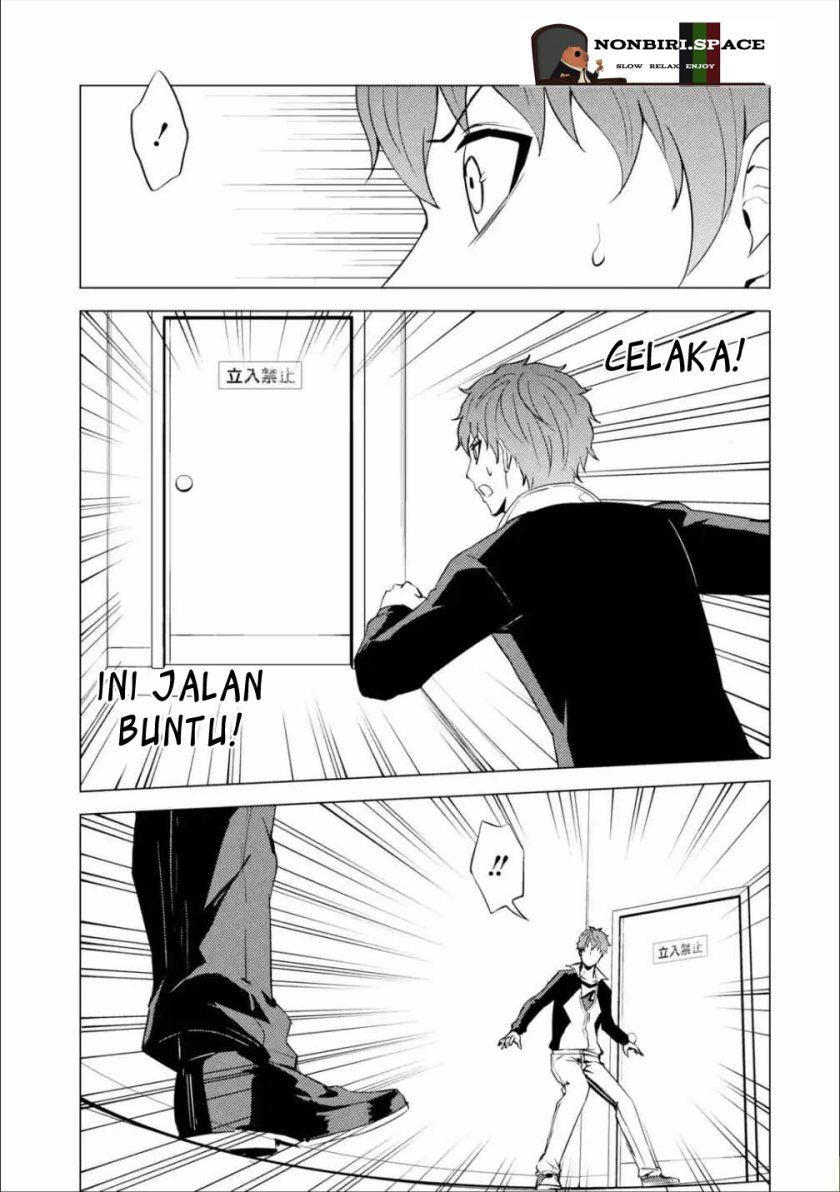 NONBIRI.SPACE
SLOW RELAX ENJOY
!
立入禁止
CELAKA!
INI JALAN
BUNTU!
!!
立入禁止